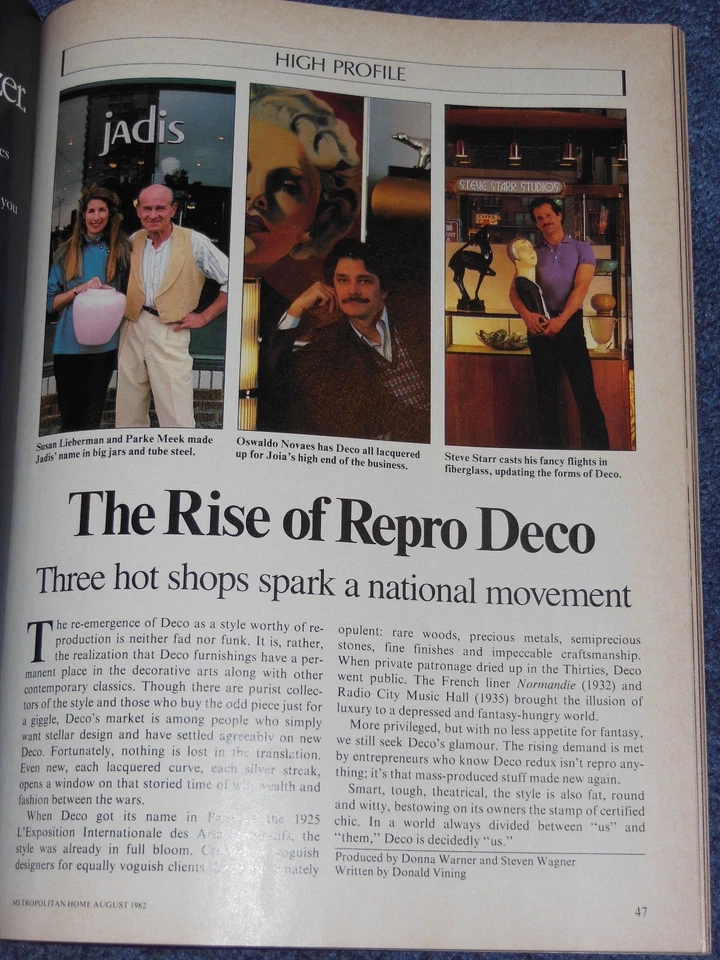 zer.
es
you
HIGH PROFILE
jadis
STEVE STARR STUDIOS
Susan Lieberman and Parke Meek made
Jadis' name in big jars and tube steel.
Oswaldo Novaes has Deco all lacquered
up for Joia's high end of the business.
Steve Starr casts his fancy flights in
fiberglass, updating the forms of Deco.
The Rise of Repro Deco
Three hot shops spark a national movement
The re-emergence of Deco as a style worthy of re-
production is neither fad nor funk. It is, rather,
the realization that Deco furnishings have a per-
manent place in the decorative arts along with other
contemporary classics. Though there are purist collec-
tors of the style and those who buy the odd piece just for
a giggle, Deco's market is among people who simply
want stellar design and have settled agreeably on new
Deco. Fortunately, nothing is lost in the translation.
Even new, each lacquered curve, each silver streak,
opens a window on that storied time of wealth and
fashion between the wars.
When Deco got its name in the 1925
L'Exposition Internationale des the
style was already in full bloom. voguish
designers for equally voguish clients,
opulent: rare woods, precious metals, semiprecious
stones, fine finishes and impeccable craftsmanship.
When private patronage dried up in the Thirties, Deco
went public. The French liner Normandie (1932) and
Radio City Music Hall (1935) brought the illusion of
luxury to a depressed and fantasy-hungry world.
More privileged, but with no less appetite for fantasy,
we still seek Deco's glamour. The rising demand is met
by entrepreneurs who know Deco redux isn't repro any-
thing; it's that mass-produced stuff made new again.
Smart, tough, theatrical, the style is also fat, round
and witty, bestowing on its owners the stamp of certified
chic. In a world always divided between "us" and
"them," Deco is decidedly "us."
Produced by Donna Warner and Steven Wagner
Written by Donald Vining
METROPOLITAN HOME AUGUST 1982
47